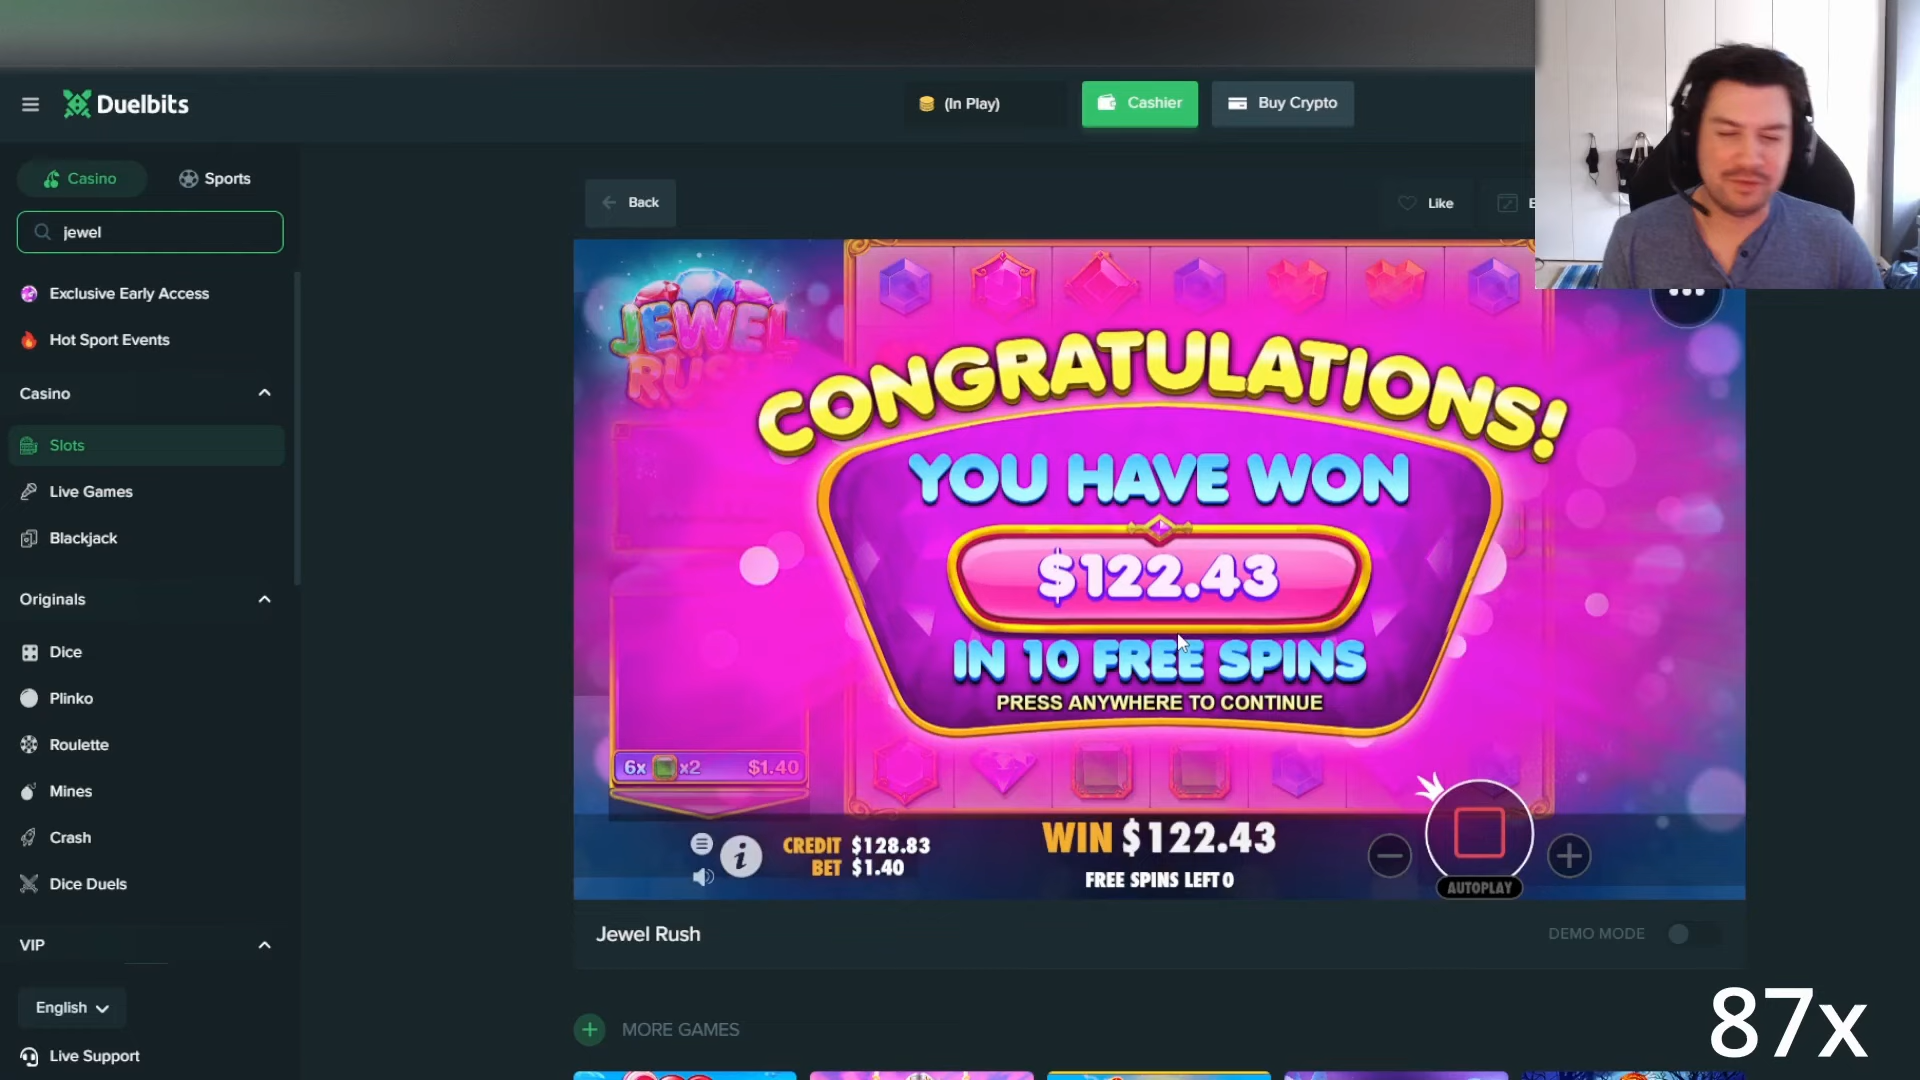 Duelbits
(In Play)
Cashier
Buy Crypto
Casino
Sports
Back
Like
jewel
Exclusive Early Access
Hot Sport Events
Casino
Slots
Live Games
Blackjack
Originals
Dice
Plinko
Roulette
Mines
Crash
Dice Duels
VIP
English
Live Support
JEWEL
RUSH
CONGRATULATIONS!
YOU HAVE WON
$122.43
IN 10 FREE SPINS
PRESS ANYWHERE TO CONTINUE
6x x2 $1.40
CREDIT $128.83
BET $1.40
WIN $122.43
FREE SPINS LEFT 0
AUTOPLAY
Jewel Rush
DEMO MODE
MORE GAMES
87x